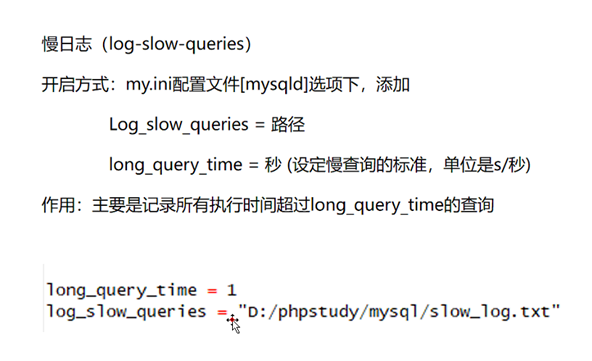 慢日志（log-slow-queries）
开启方式：my.ini配置文件[mysqld]选项下，添加
Log_slow_queries = 路径
long_query_time = 秒 (设定慢查询的标准，单位是s/秒)
作用：主要是记录所有执行时间超过long_query_time的查询
long_query_time = 1
log_slow_queries = "D:/phpstudy/mysql/slow_log.txt"